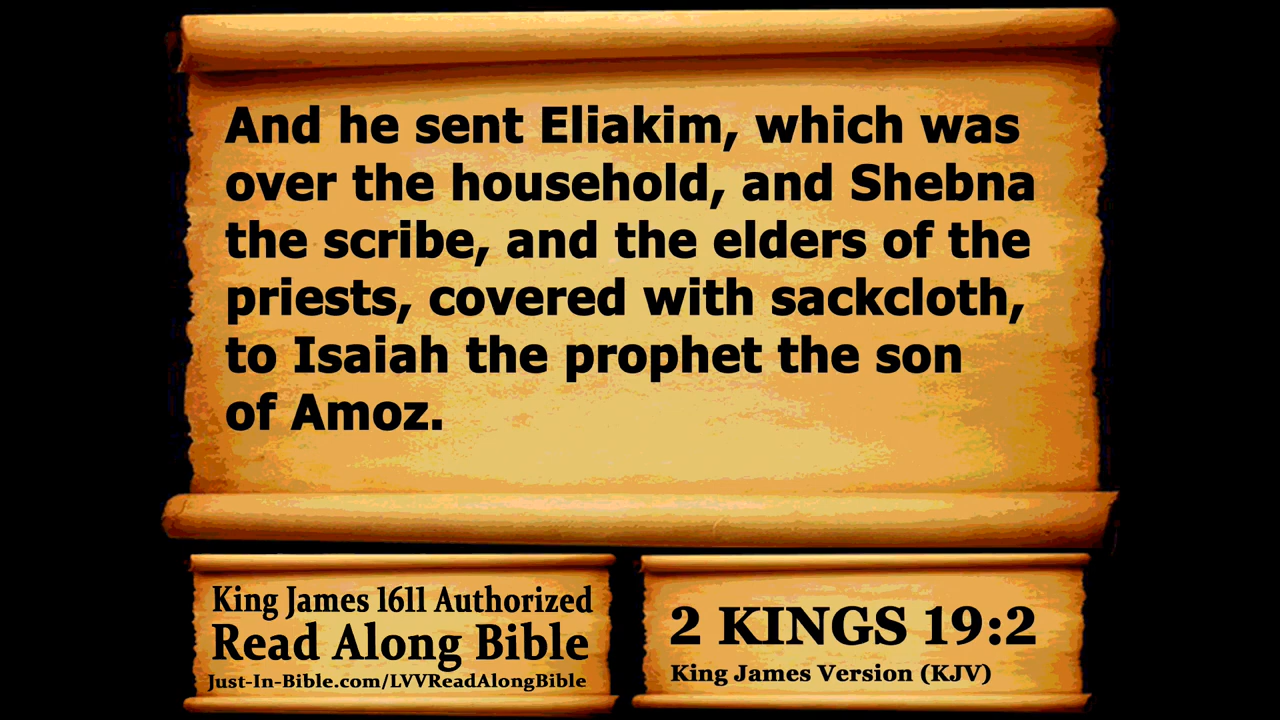 And he sent Eliakim, which was
over the household, and Shebna
the scribe, and the elders of the
priests, covered with sackcloth,
to Isaiah the prophet the son
of Amoz.
King James 1611 Authorized
Read Along Bible
Just-In-Bible.com/LVVReadAlongBible
2 KINGS 19:2
King James Version (KJV)